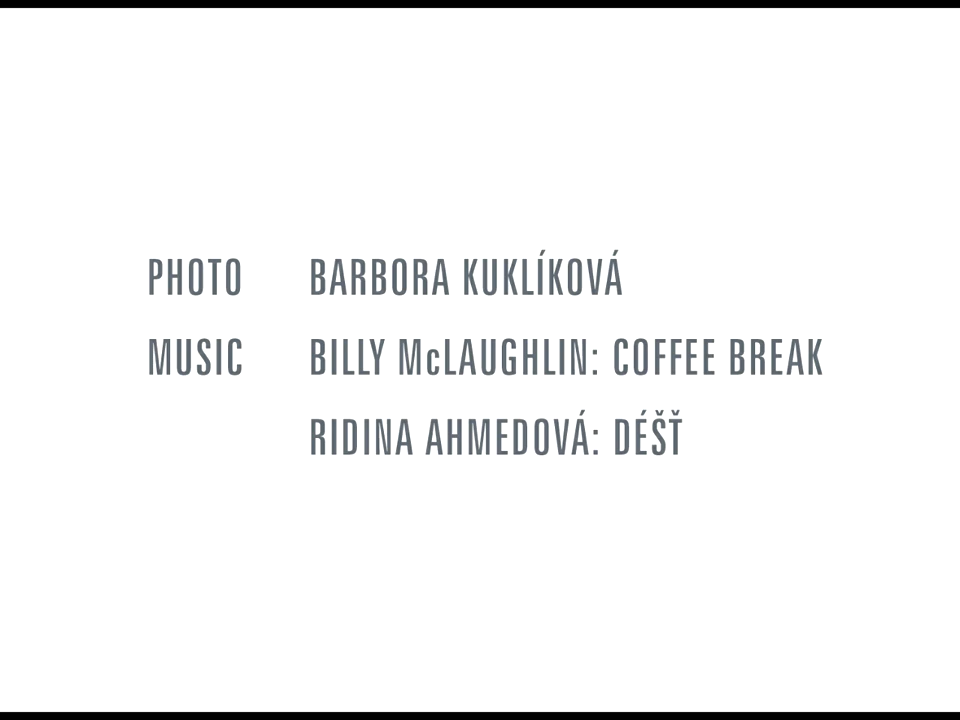 PHOTO BARBORA KUKLÍKOVÁ
MUSIC BILLY McLAUGHLIN: COFFEE BREAK
RIDINA AHMEDOVÁ: DÉŠŤ